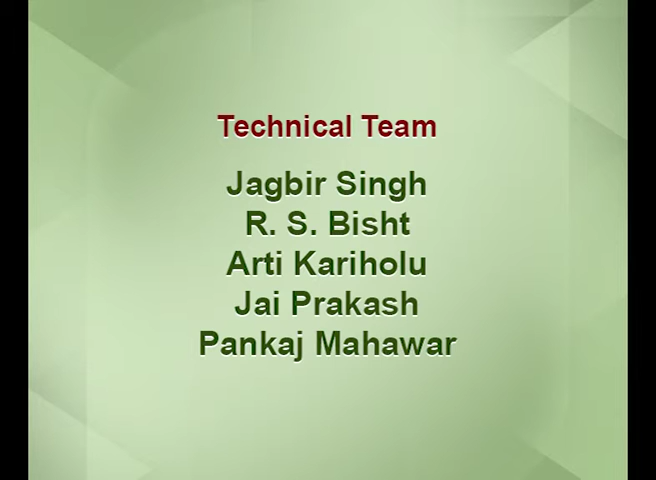 Technical Team
Jagbir Singh
R. S. Bisht
Arti Kariholu
Jai Prakash
Pankaj Mahawar